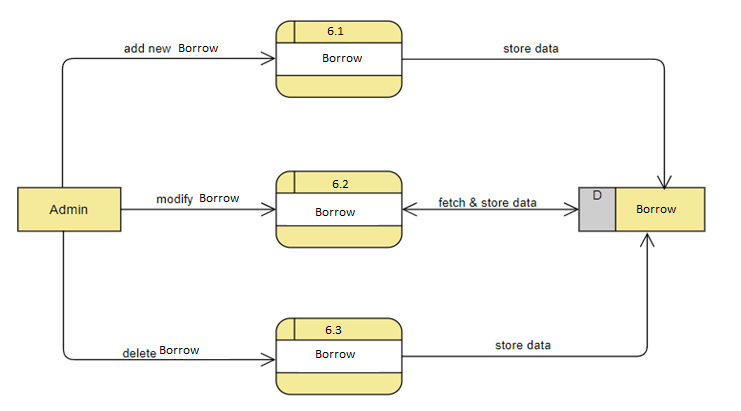 6.1
add new Borrow
Borrow
store data
6.2
Admin
modify Borrow
Borrow
fetch & store data
D
Borrow
6.3
delete Borrow
Borrow
store data